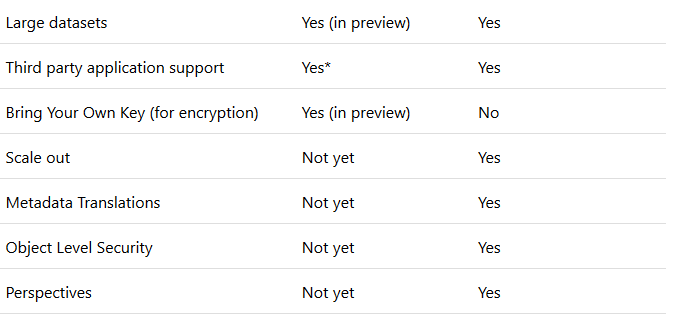 Large datasets Yes (in preview) Yes
Third party application support Yes* Yes
Bring Your Own Key (for encryption) Yes (in preview) No
Scale out Not yet Yes
Metadata Translations Not yet Yes
Object Level Security Not yet Yes
Perspectives Not yet Yes